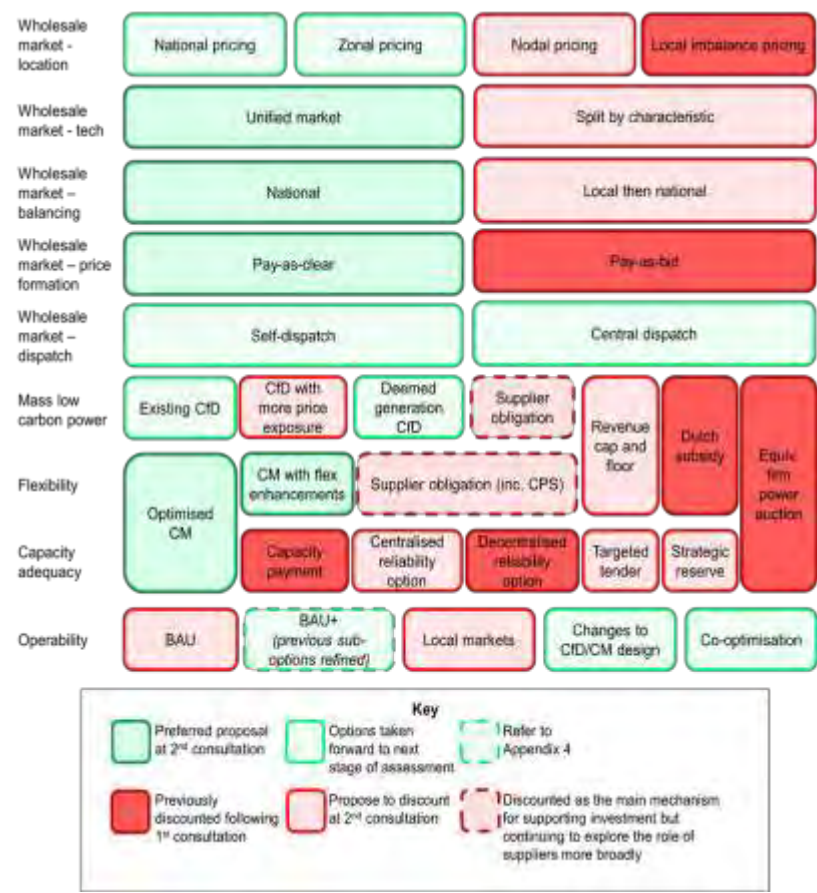 Wholesale
market -
location
National pricing
Zonal pricing
Nodal pricing
Local imbalance pricing
Wholesale
market - tech
Unified market
Split by characteristic
Wholesale
market –
balancing
National
Local then national
Wholesale
market – price
formation
Pay-as-clear
Pay-as-bid
Wholesale
market –
dispatch
Self-dispatch
Central dispatch
Mass low
carbon power
Existing CfD
CfD with
more price
exposure
Deemed
generation
CfD
Supplier
obligation
Revenue
cap and
floor
Dutch
subsidy
Equiv.
firm
power
auction
Flexibility
Optimised
CM
CM with flex
enhancements
Supplier obligation (inc. CPS)
Capacity
adequacy
Capacity
payment
Centralised
reliability
option
Decentralised
reliability
option
Targeted
tender
Strategic
reserve
Operability
BAU
BAU+
(previous sub-
options refined)
Local markets
Changes to
CfD/CM design
Co-optimisation
Key
Preferred proposal
at 2nd consultation
Options taken
forward to next
stage of assessment
Refer to
Appendix 4
Previously
discounted following
1st consultation
Propose to discount
at 2nd consultation
Discounted as the main mechanism
for supporting investment but
continuing to explore the role of
suppliers more broadly